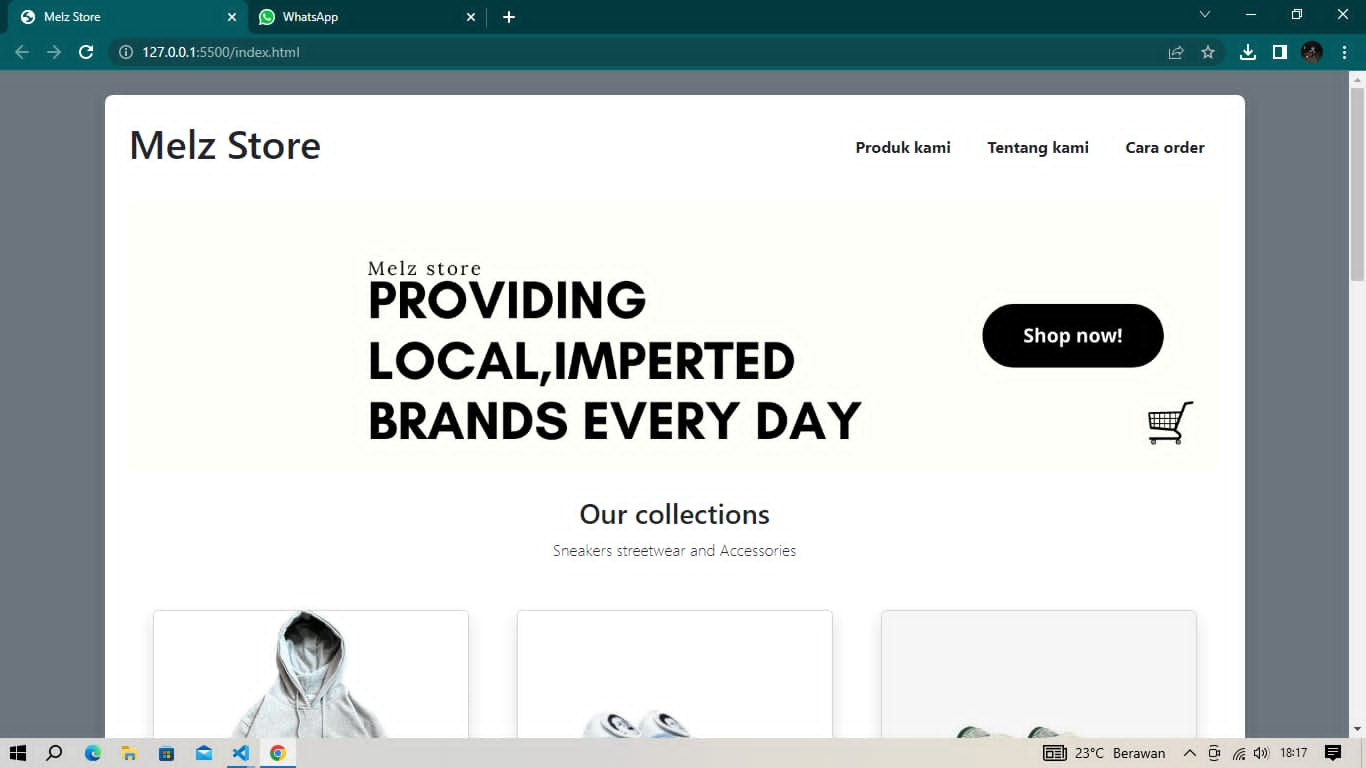 Melz Store
WhatsApp
127.0.0.1:5500/index.html
Melz Store
Produk kami
Tentang kami
Cara order
Melz store
PROVIDING
LOCAL,IMPERTED
BRANDS EVERY DAY
Shop now!
Our collections
Sneakers streetwear and Accessories
23°C Berawan
18:17